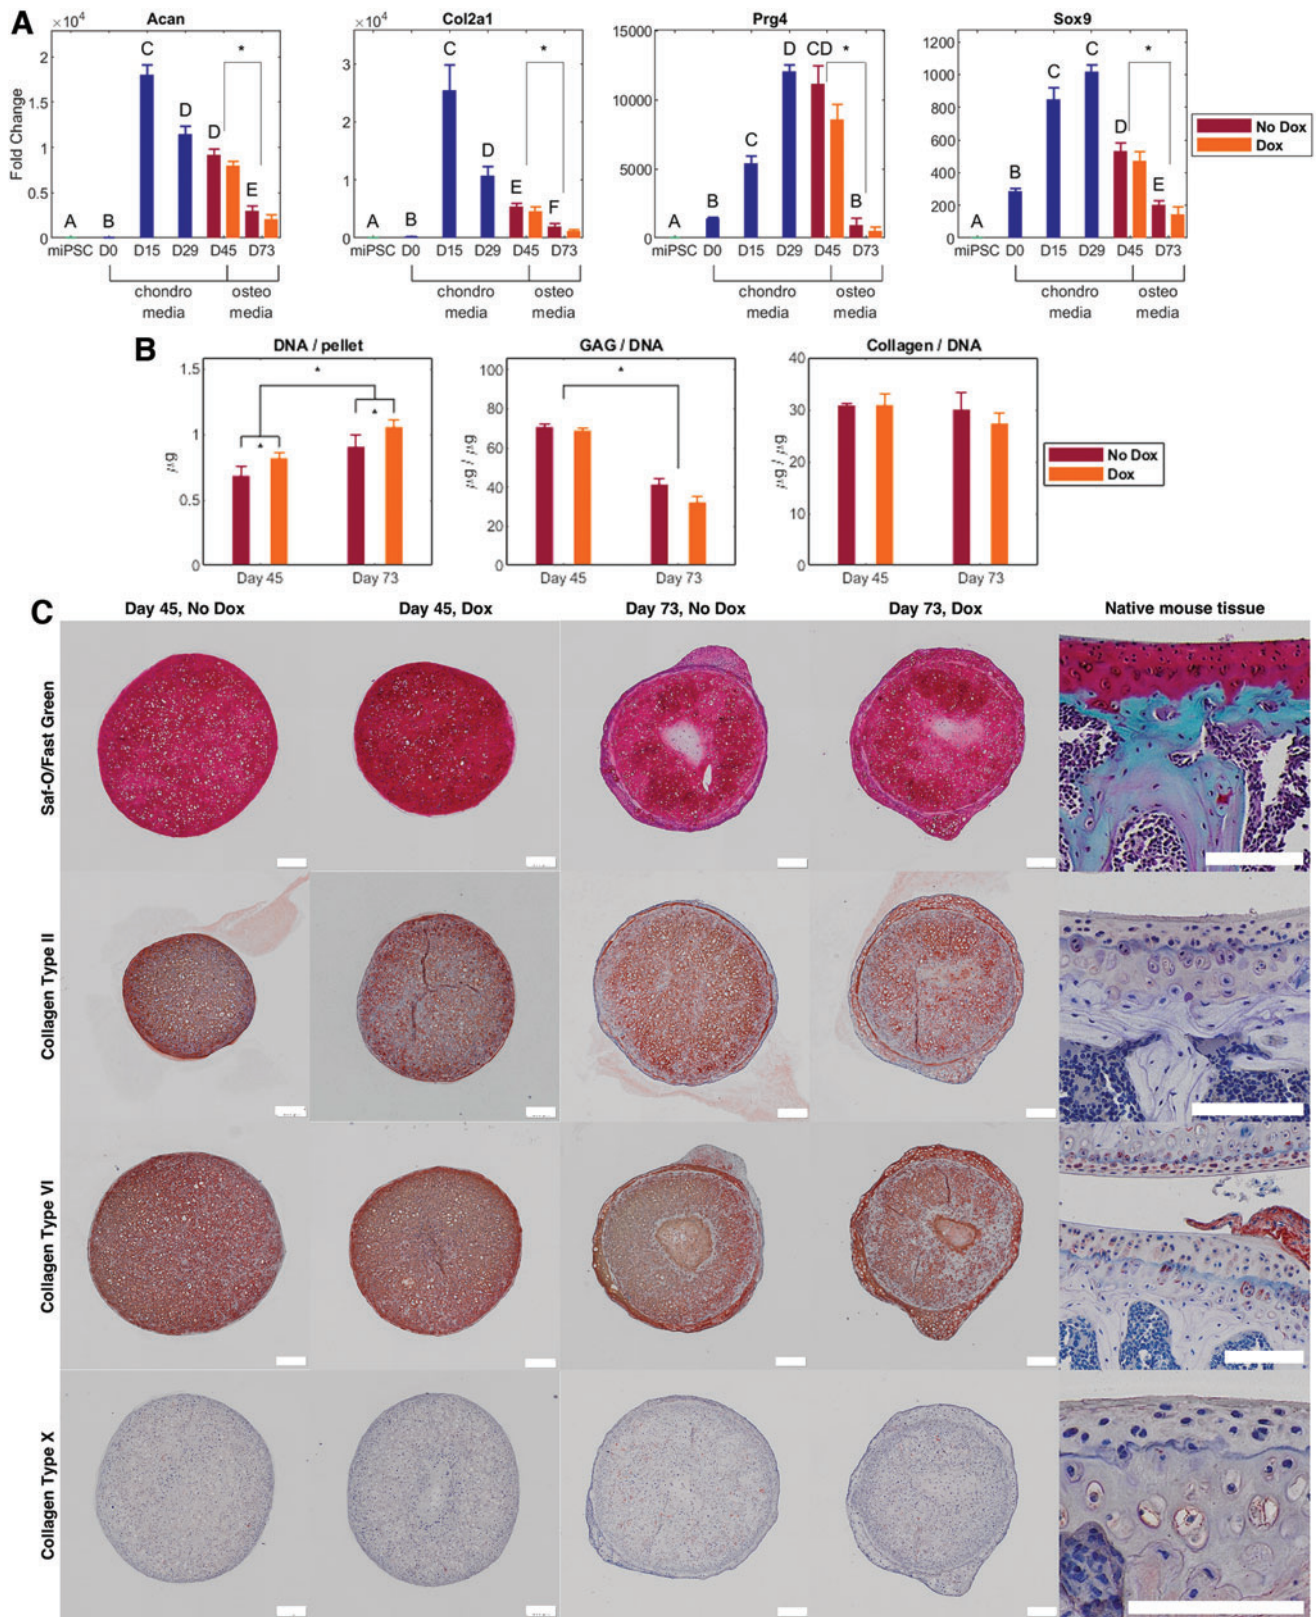 A
Acan
Col2a1
Prg4
Sox9
×10⁴
2
1.5
1
0.5
0
Fold Change
A
B
C
D
D
E
*
miPSC D0 D15 D29 D45 D73
chondro media
osteo media
×10⁴
3
2
1
0
A
B
C
D
E
F
*
miPSC D0 D15 D29 D45 D73
chondro media
osteo media
15000
10000
5000
0
A
B
C
D
CD
B
*
miPSC D0 D15 D29 D45 D73
chondro media
osteo media
1200
1000
800
600
400
200
0
A
B
C
C
D
E
*
miPSC D0 D15 D29 D45 D73
chondro media
osteo media
No Dox
Dox
B
DNA / pellet
GAG / DNA
Collagen / DNA
1.5
1
0.5
0
µg
*
*
*
Day 45
Day 73
100
80
60
40
20
0
µg / µg
*
Day 45
Day 73
40
30
20
10
0
µg / µg
Day 45
Day 73
No Dox
Dox
C
Day 45, No Dox
Day 45, Dox
Day 73, No Dox
Day 73, Dox
Native mouse tissue
Saf-O/Fast Green
Collagen Type II
Collagen Type VI
Collagen Type X